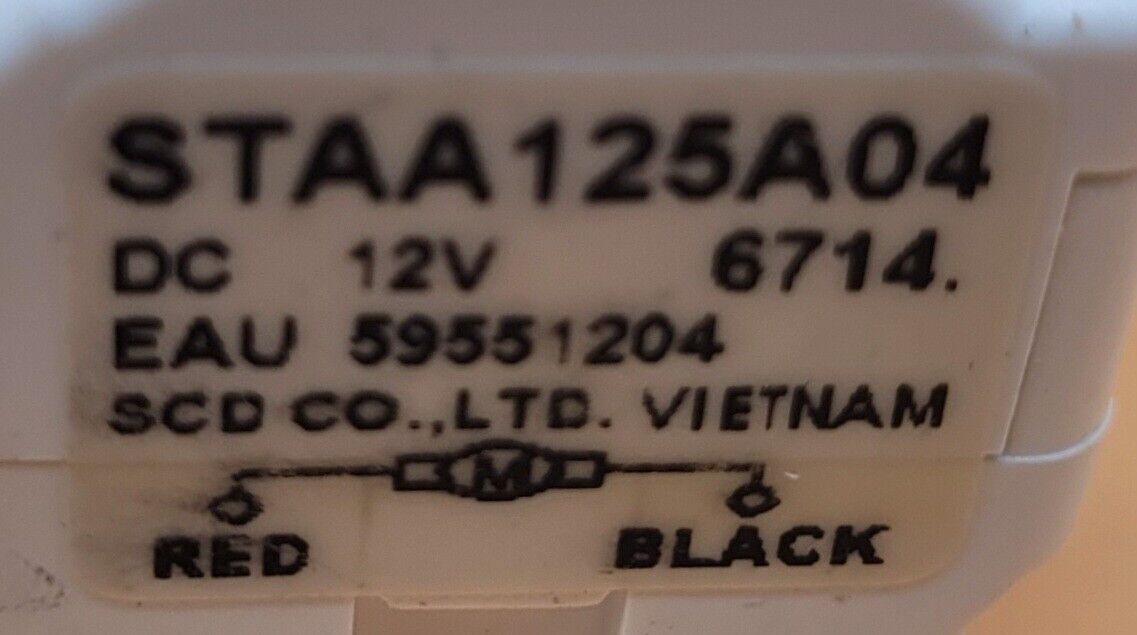 STAA125A04
DC 12V 6714.
EAU 59551204
SCD CO.,LTD. VIETNAM
M
RED BLACK